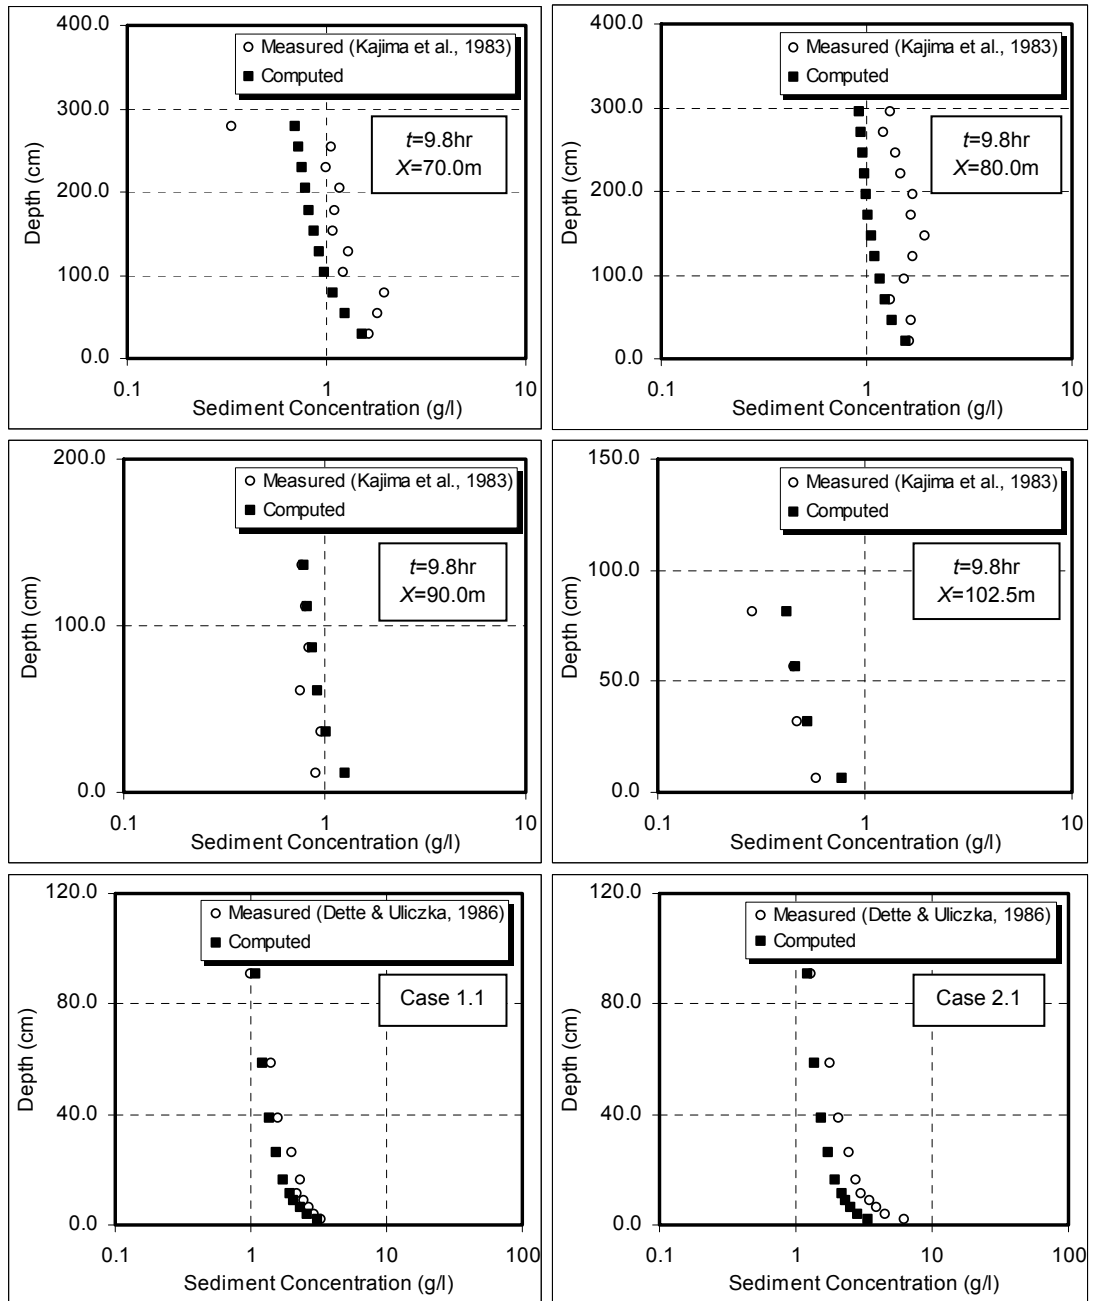 400.0
300.0
200.0
100.0
0.0
Depth (cm)
Measured (Kajima et al., 1983)
Computed
t=9.8hr
X=70.0m
0.1
1
10
Sediment Concentration (g/l)
400.0
300.0
200.0
100.0
0.0
Depth (cm)
Measured (Kajima et al., 1983)
Computed
t=9.8hr
X=80.0m
0.1
1
10
Sediment Concentration (g/l)
200.0
100.0
0.0
Depth (cm)
Measured (Kajima et al., 1983)
Computed
t=9.8hr
X=90.0m
0.1
1
10
Sediment Concentration (g/l)
150.0
100.0
50.0
0.0
Depth (cm)
Measured (Kajima et al., 1983)
Computed
t=9.8hr
X=102.5m
0.1
1
10
Sediment Concentration (g/l)
120.0
80.0
40.0
0.0
Depth (cm)
Measured (Dette & Uliczka, 1986)
Computed
Case 1.1
0.1
1
10
100
Sediment Concentration (g/l)
120.0
80.0
40.0
0.0
Depth (cm)
Measured (Dette & Uliczka, 1986)
Computed
Case 2.1
0.1
1
10
100
Sediment Concentration (g/l)